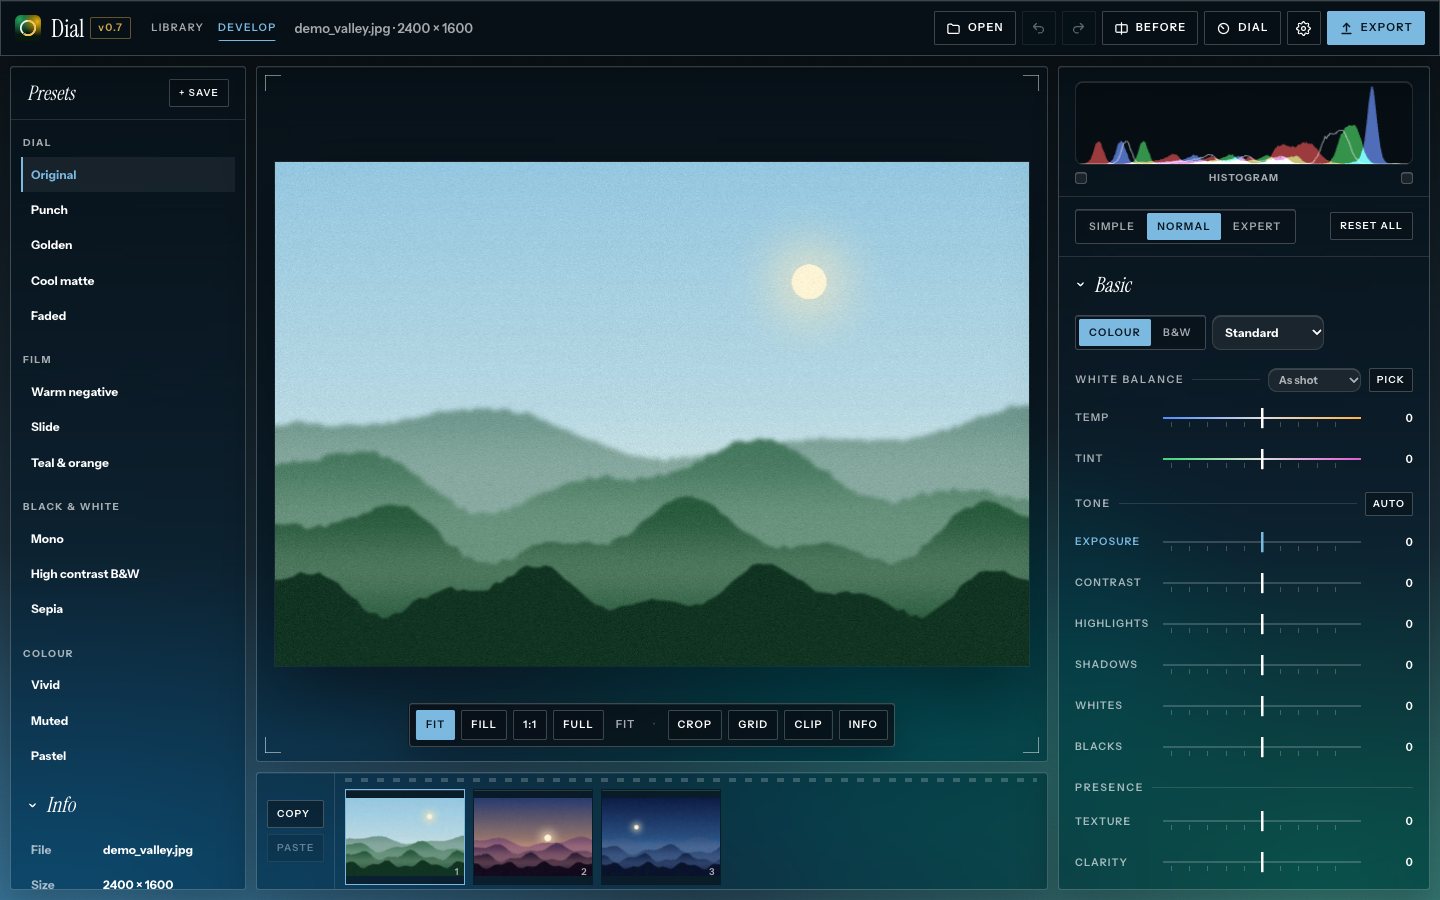 Dial v0.7 LIBRARY DEVELOP demo_valley.jpg · 2400 × 1600 OPEN BEFORE DIAL EXPORT
Presets + SAVE
DIAL
Original
Punch
Golden
Cool matte
Faded
FILM
Warm negative
Slide
Teal & orange
BLACK & WHITE
Mono
High contrast B&W
Sepia
COLOUR
Vivid
Muted
Pastel
Info
File demo_valley.jpg
Size 2400 × 1600
FIT FILL 1:1 FULL FIT · CROP GRID CLIP INFO
COPY
PASTE
1 2 3
HISTOGRAM
SIMPLE NORMAL EXPERT RESET ALL
Basic
COLOUR B&W Standard
WHITE BALANCE As shot PICK
TEMP 0
TINT 0
TONE AUTO
EXPOSURE 0
CONTRAST 0
HIGHLIGHTS 0
SHADOWS 0
WHITES 0
BLACKS 0
PRESENCE
TEXTURE 0
CLARITY 0